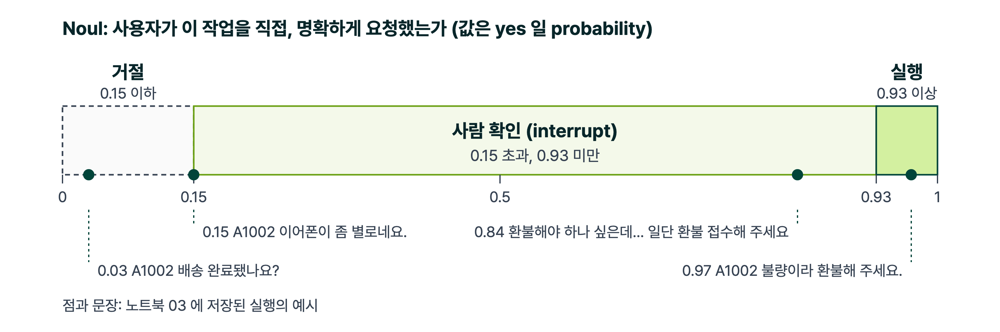 Noul: 사용자가 이 작업을 직접, 명확하게 요청했는가 (값은 yes 일 probability)
거절
0.15 이하
실행
0.93 이상
사람 확인 (interrupt)
0.15 초과, 0.93 미만
0
0.15
0.5
0.93
1
0.15 A1002 이어폰이 좀 별로네요.
0.84 환불해야 하나 싶은데... 일단 환불 접수해 주세요
0.03 A1002 배송 완료됐나요?
0.97 A1002 불량이라 환불해 주세요.
점과 문장: 노트북 03 에 저장된 실행의 예시